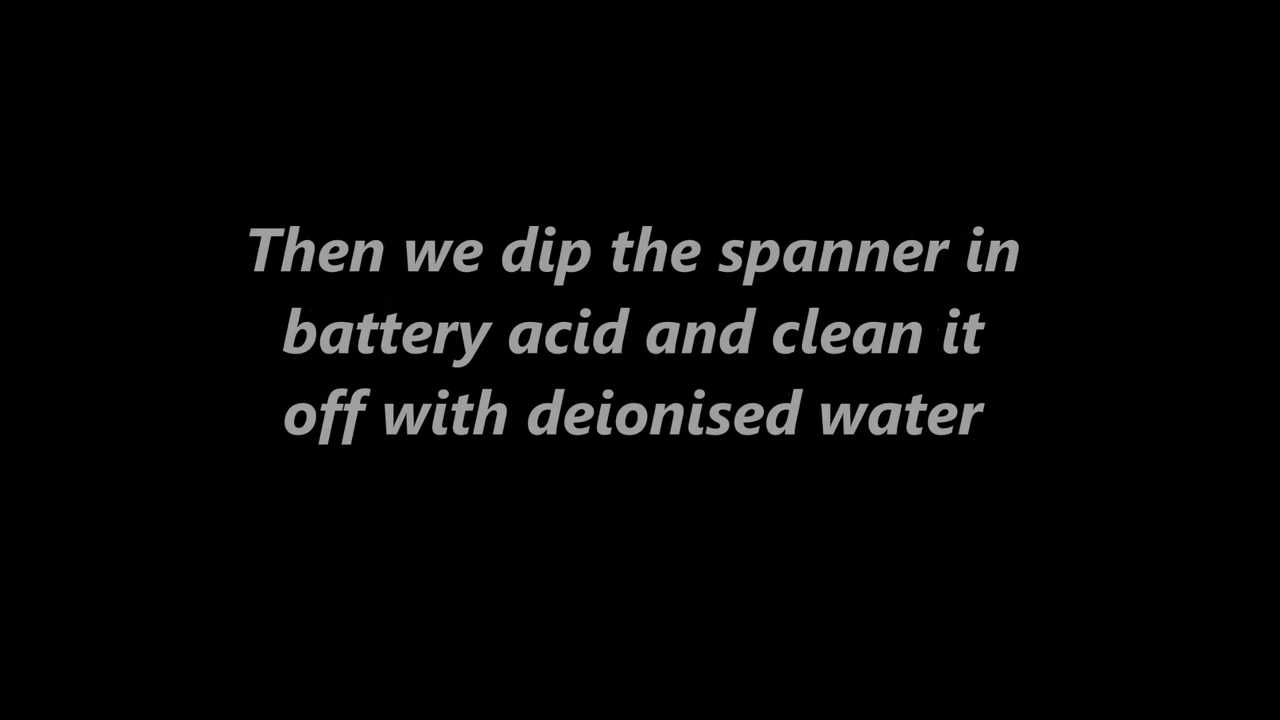 Then we dip the spanner in
battery acid and clean it
off with deionised water